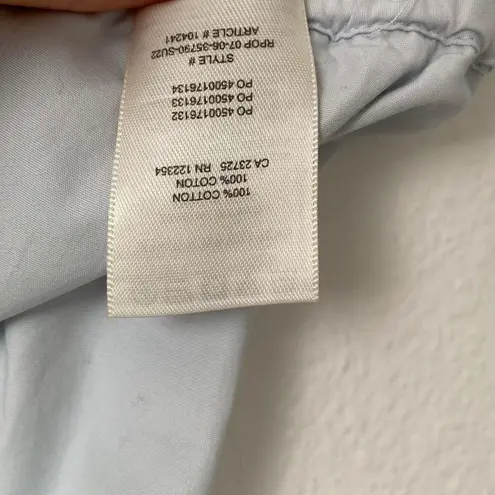 100% COTTON
100% COTON
CA 23725 RN 122354
PO 4500176132
PO 4500176133
PO 4500176134
STYLE #
RPOP 07-06-35790-SU22
ARTICLE # 104241